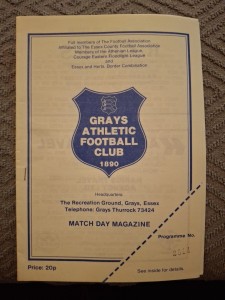 Full members of The Football Association
Affiliated to The Essex County Football Association
Members of the Athenian League,
Courage Eastern Floodlight League
and
Essex and Herts. Border Combination
GRAYS
ATHLETIC
FOOTBALL
CLUB
1890
Headquarters:
The Recreation Ground, Grays, Essex
Telephone: Grays Thurrock 73424
MATCH DAY MAGAZINE
Programme No.
Price: 20p
See inside for details